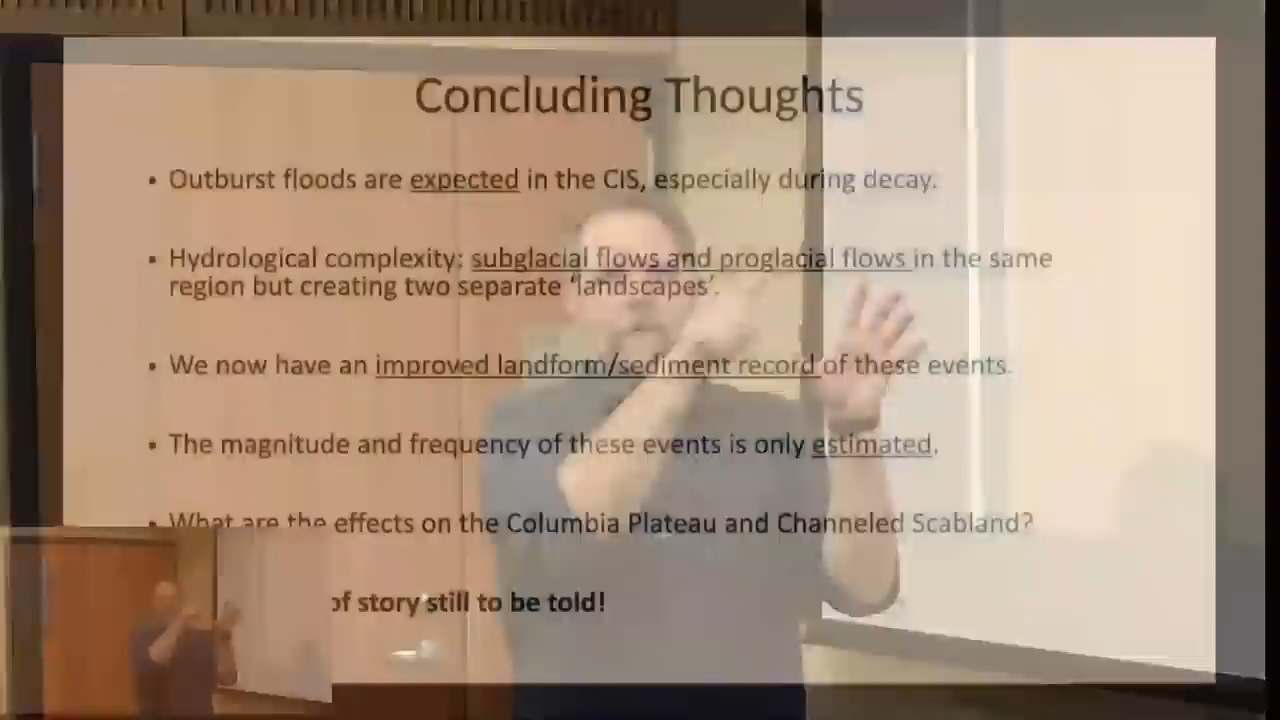 Concluding Thoughts
• Outburst floods are expected in the CIS, especially during decay.
• Hydrological complexity: subglacial flows and proglacial flows in the same
region but creating two separate ‘landscapes’.
• We now have an improved landform/sediment record of these events.
• The magnitude and frequency of these events is only estimated.
• What are the effects on the Columbia Plateau and Channeled Scabland?
of story still to be told!